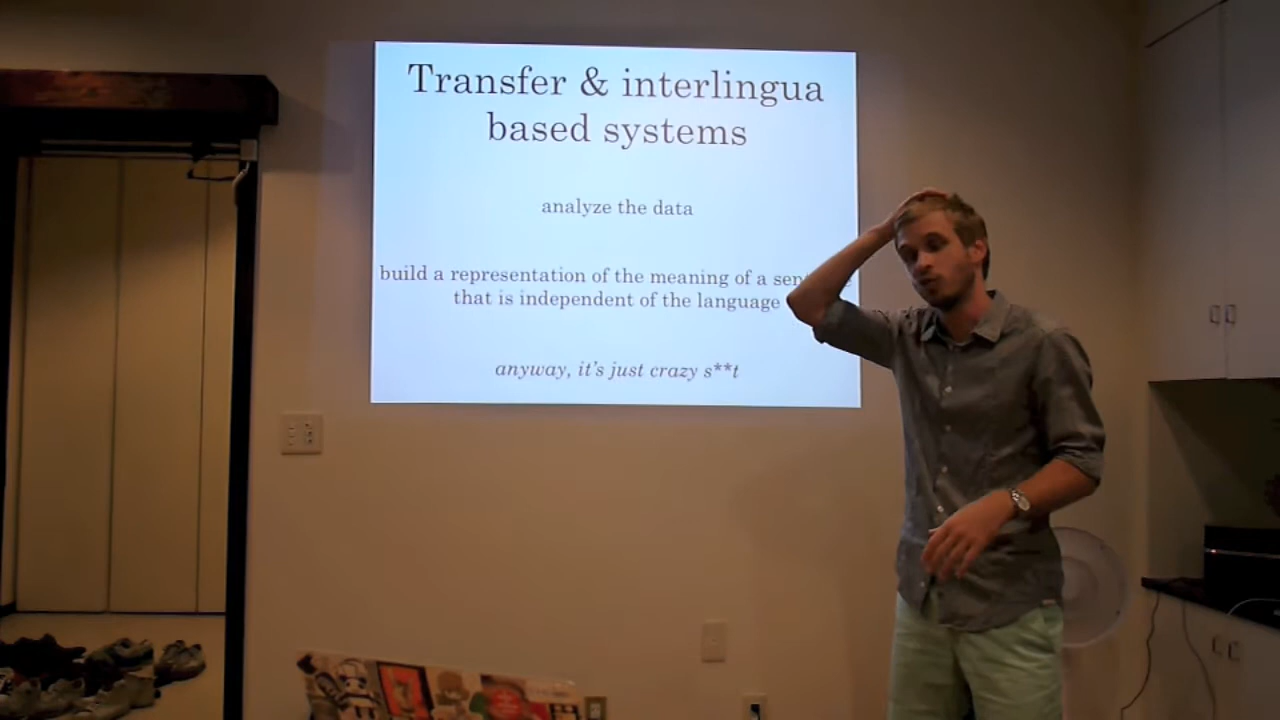 Transfer & interlingua
based systems
analyze the data
build a representation of the meaning of a
that is independent of the language
anyway, it's just crazy s**t